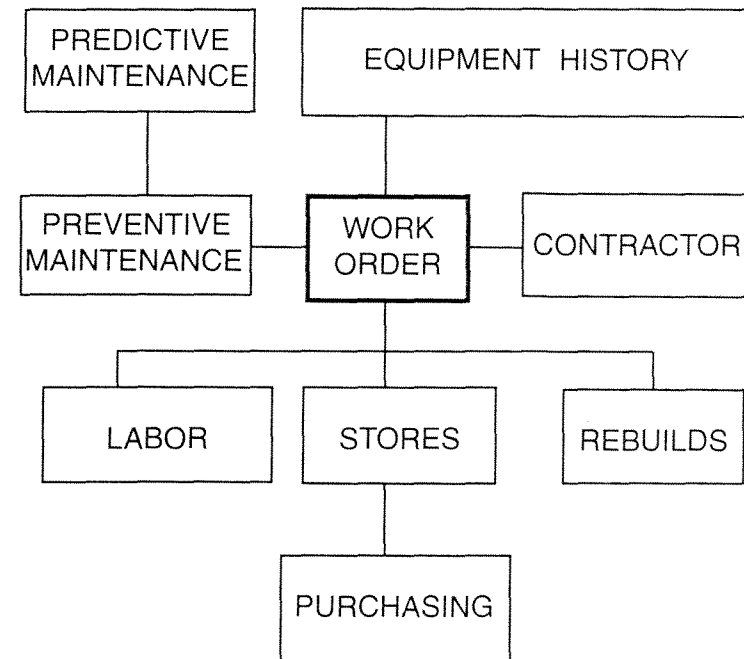 PREDICTIVE
MAINTENANCE
EQUIPMENT HISTORY
PREVENTIVE
MAINTENANCE
WORK
ORDER
CONTRACTOR
LABOR
STORES
REBUILDS
PURCHASING